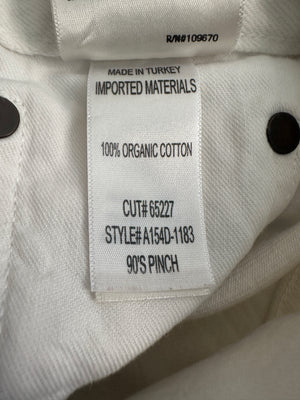 R/N#109670
MADE IN TURKEY
IMPORTED MATERIALS
100% ORGANIC COTTON
CUT# 65227
STYLE# A154D-1183
90'S PINCH